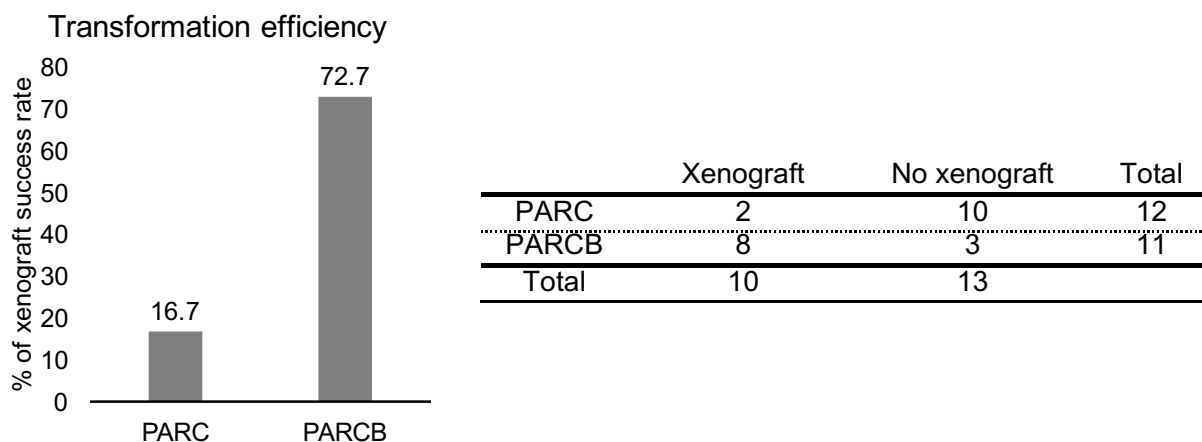 Transformation efficiency
% of xenograft success rate
80
70
60
50
40
30
20
10
0
16.7
72.7
PARC
PARCB
Xenograft No xenograft Total
PARC 2 10 12
PARCB 8 3 11
Total 10 13